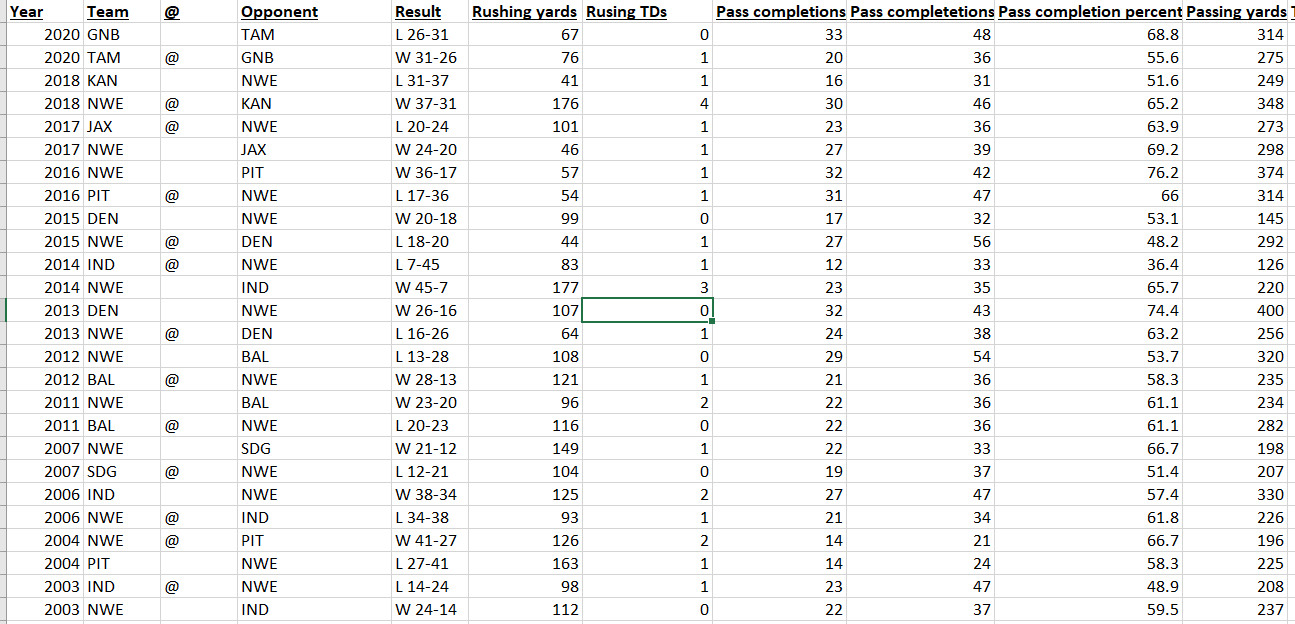 Year Team @ Opponent Result Rushing yards Rusing TDs Pass completions Pass completetions Pass completion percent Passing yards
2020 GNB TAM L 26-31 67 0 33 48 68.8 314
2020 TAM @ GNB W 31-26 76 1 20 36 55.6 275
2018 KAN NWE L 31-37 41 1 16 31 51.6 249
2018 NWE @ KAN W 37-31 176 4 30 46 65.2 348
2017 JAX @ NWE L 20-24 101 1 23 36 63.9 273
2017 NWE JAX W 24-20 46 1 27 39 69.2 298
2016 NWE PIT W 36-17 57 1 32 42 76.2 374
2016 PIT @ NWE L 17-36 54 1 31 47 66 314
2015 DEN NWE W 20-18 99 0 17 32 53.1 145
2015 NWE @ DEN L 18-20 44 1 27 56 48.2 292
2014 IND @ NWE L 7-45 83 1 12 33 36.4 126
2014 NWE IND W 45-7 177 3 23 35 65.7 220
2013 DEN NWE W 26-16 107 0 32 43 74.4 400
2013 NWE @ DEN L 16-26 64 1 24 38 63.2 256
2012 NWE BAL L 13-28 108 0 29 54 53.7 320
2012 BAL @ NWE W 28-13 121 1 21 36 58.3 235
2011 NWE BAL W 23-20 96 2 22 36 61.1 234
2011 BAL @ NWE L 20-23 116 0 22 36 61.1 282
2007 NWE SDG W 21-12 149 1 22 33 66.7 198
2007 SDG @ NWE L 12-21 104 0 19 37 51.4 207
2006 IND NWE W 38-34 125 2 27 47 57.4 330
2006 NWE @ IND L 34-38 93 1 21 34 61.8 226
2004 NWE @ PIT W 41-27 126 2 14 21 66.7 196
2004 PIT NWE L 27-41 163 1 14 24 58.3 225
2003 IND @ NWE L 14-24 98 1 23 47 48.9 208
2003 NWE IND W 24-14 112 0 22 37 59.5 237